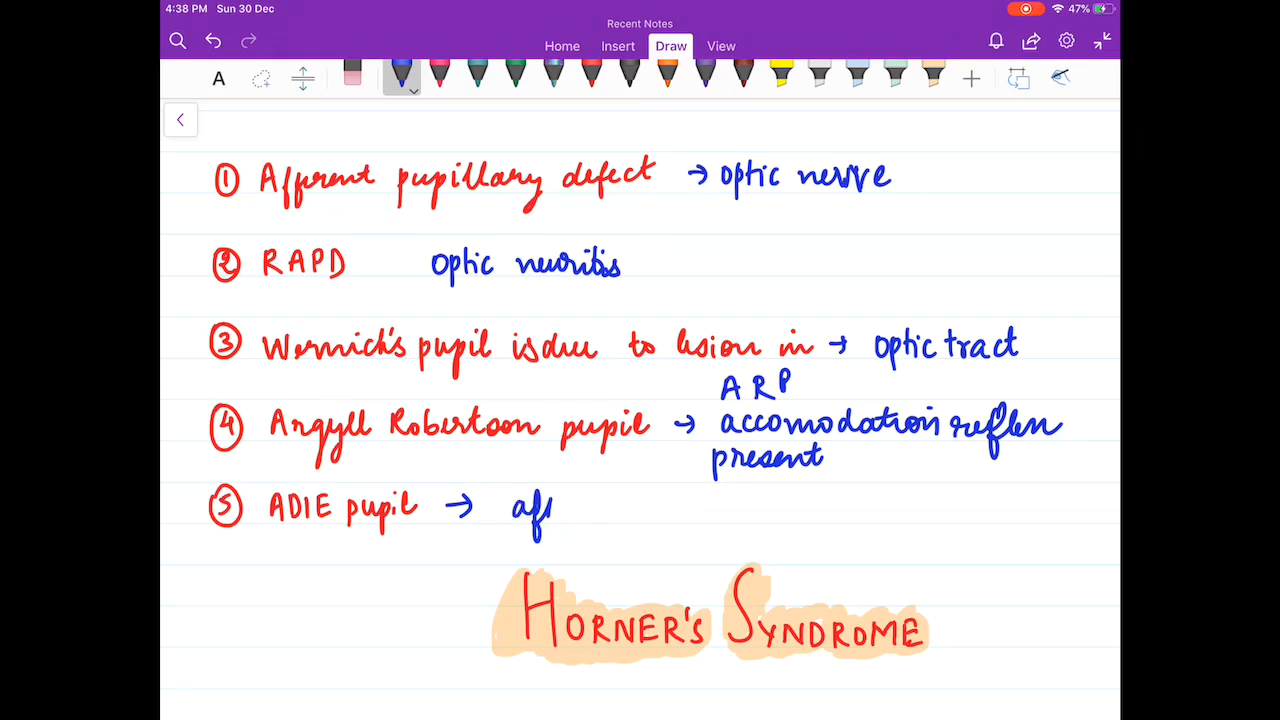 4:38 PM Sun 30 Dec
47%
Recent Notes
Home Insert Draw View
A
① Afferent pupillary defect → optic nerve
② RAPD optic neuritis
③ Wernick's pupil is due to lesion in → optic tract
ARP
④ Argyll Robertson pupil → accomodation reflex
present
⑤ ADIE pupil → aff
HORNER'S SYNDROME